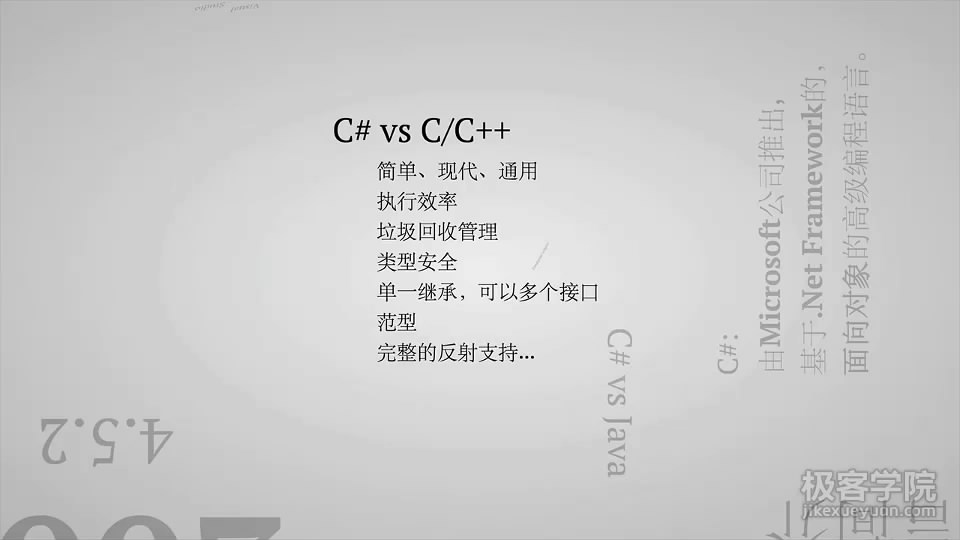 C# vs C/C++
简单、现代、通用
执行效率
垃圾回收管理
类型安全
单一继承，可以多个接口
范型
完整的反射支持...
C#:
由Microsoft公司推出，
基于.Net Framework的，
面向对象的高级编程语言。
C# vs Java
4.5.2
极客学院
jikexueyuan.com